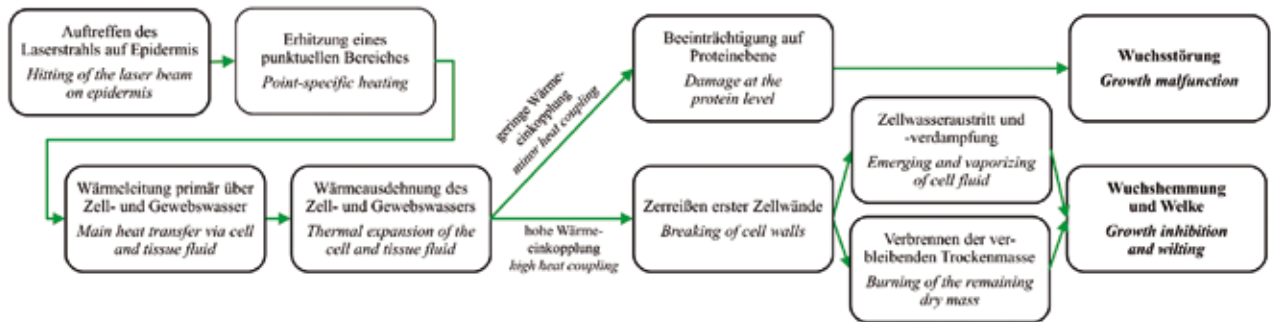 Auftreffen des
Laserstrahls auf Epidermis
Hitting of the laser beam
on epidermis
Erhitzung eines
punktuellen Bereiches
Point-specific heating
Wärmeleitung primär über
Zell- und Gewebswasser
Main heat transfer via cell
and tissue fluid
Wärmeausdehnung des
Zell- und Gewebswassers
Thermal expansion of the
cell and tissue fluid
geringe Wärme-
einkopplung
minor heat coupling
hohe Wärme-
einkopplung
high heat coupling
Beeinträchtigung auf
Proteinebene
Damage at the
protein level
Wuchsstörung
Growth malfunction
Zerreißen erster Zellwände
Breaking of cell walls
Zellwasseraustritt und
-verdampfung
Emerging and vaporizing
of cell fluid
Verbrennen der ver-
bleibenden Trockenmasse
Burning of the remaining
dry mass
Wuchshemmung
und Welke
Growth inhibition
and wilting